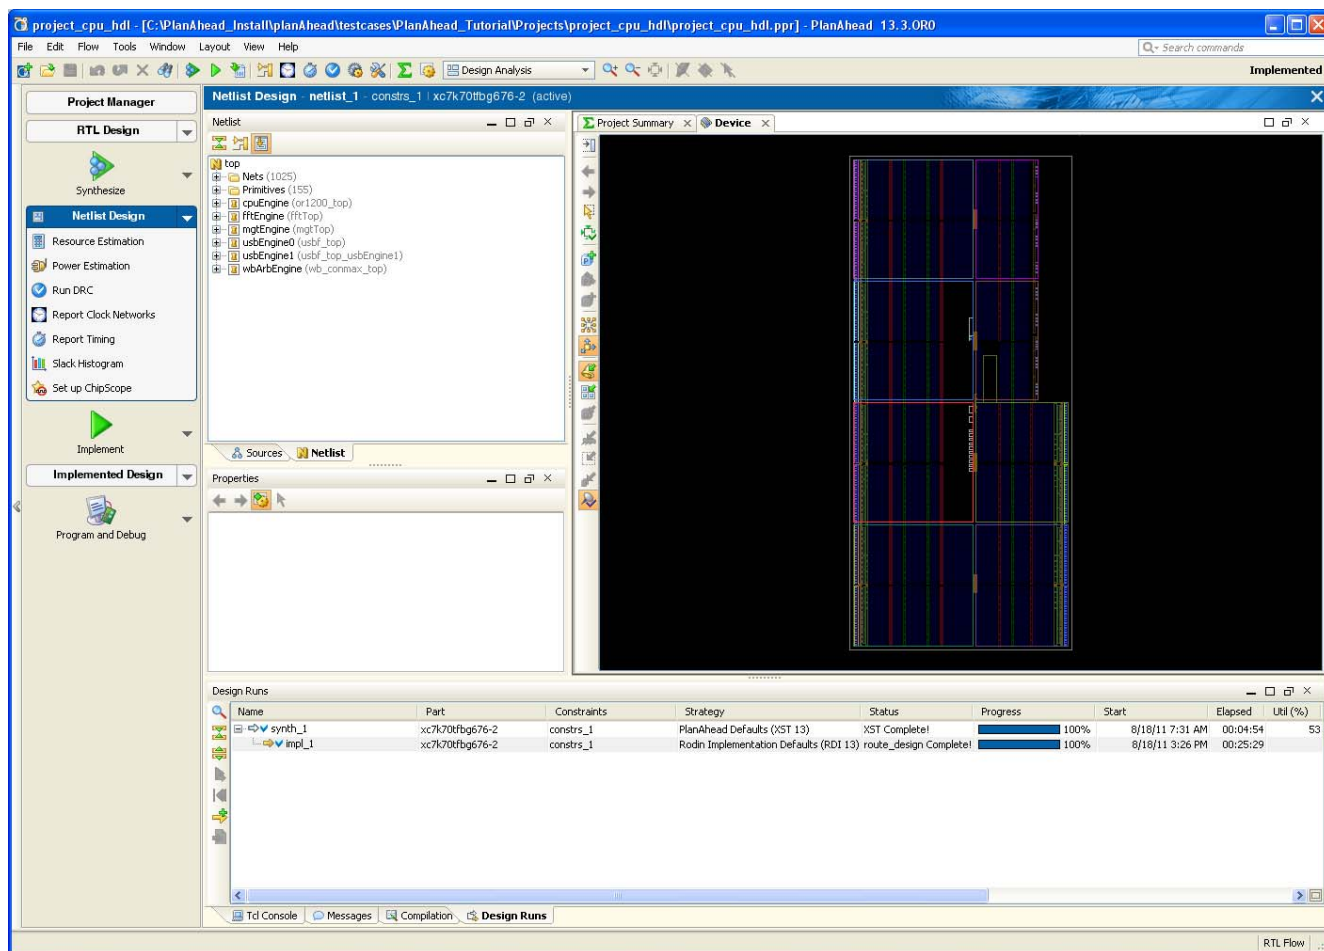 project_cpu_hdl - [C:\PlanAhead_Install\planAhead\testcases\PlanAhead_Tutorial\Projects\project_cpu_hdl\project_cpu_hdl.ppr] - PlanAhead 13.3.OR0
File Edit Flow Tools Window Layout View Help
Search commands
Design Analysis
Implemented
Project Manager
RTL Design
Synthesize
Netlist Design
Resource Estimation
Power Estimation
Run DRC
Report Clock Networks
Report Timing
Slack Histogram
Set up ChipScope
Implement
Implemented Design
Program and Debug
Netlist Design - netlist_1 - constrs_1 | xc7k70tfbg676-2 (active)
Netlist
top
Nets (1025)
Primitives (155)
cpuEngine (or1200_top)
fftEngine (fftTop)
mgtEngine (mgtTop)
usbEngine0 (usbf_top)
usbEngine1 (usbf_top_usbEngine1)
wbArbEngine (wb_conmax_top)
Sources Netlist
Properties
Project Summary Device
Design Runs
Name Part Constraints Strategy Status Progress Start Elapsed Util (%)
synth_1 xc7k70tfbg676-2 constrs_1 PlanAhead Defaults (XST 13) XST Complete! 100% 8/18/11 7:31 AM 00:04:54 53
impl_1 xc7k70tfbg676-2 constrs_1 Rodin Implementation Defaults (RDI 13) route_design Complete! 100% 8/18/11 3:26 PM 00:25:29
Tcl Console Messages Compilation Design Runs
RTL Flow